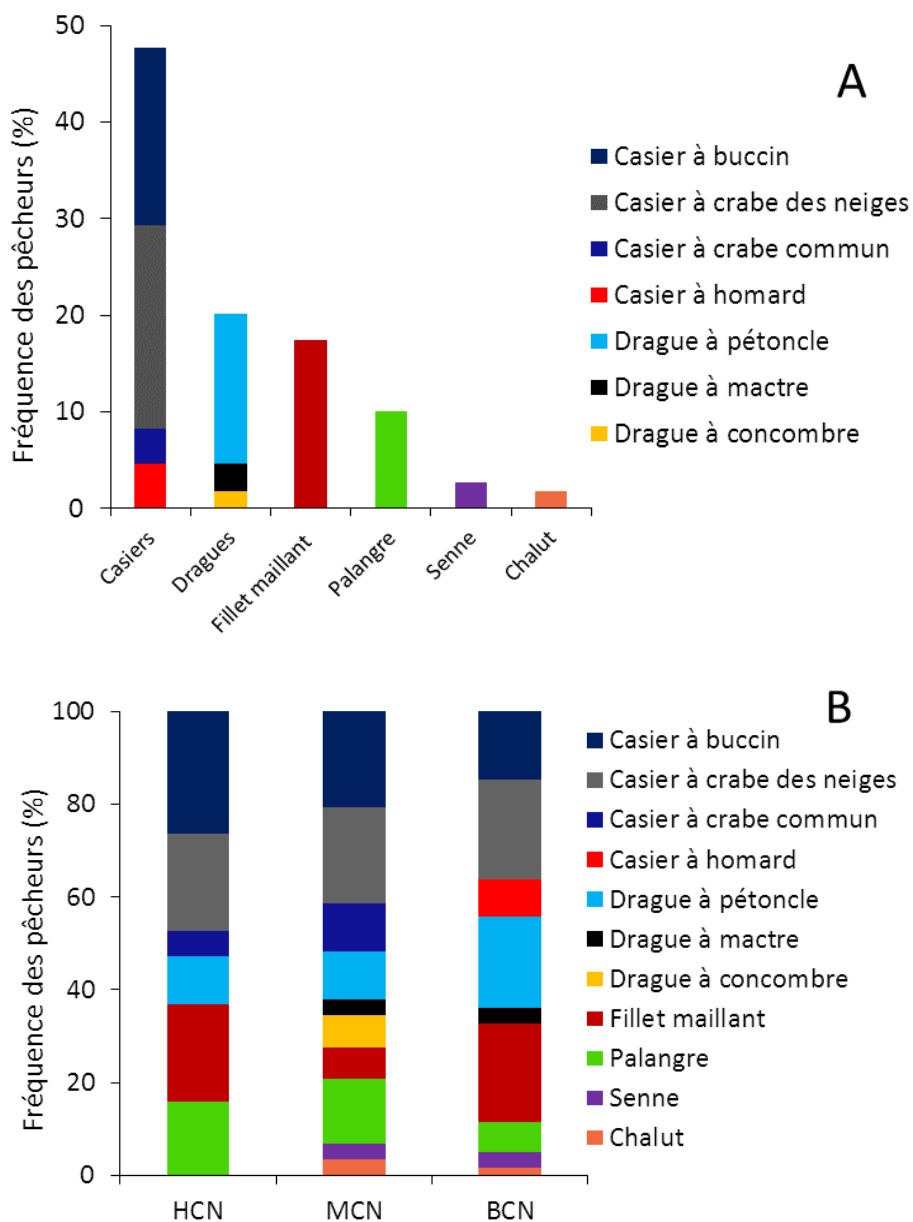 A
Fréquence des pêcheurs (%)
50
40
30
20
10
0
Casiers
Dragues
Fillet maillant
Palangre
Senne
Chalut
Casier à buccin
Casier à crabe des neiges
Casier à crabe commun
Casier à homard
Drague à pétoncle
Drague à mactre
Drague à concombre
B
Fréquence des pêcheurs (%)
100
80
60
40
20
0
HCN
MCN
BCN
Casier à buccin
Casier à crabe des neiges
Casier à crabe commun
Casier à homard
Drague à pétoncle
Drague à mactre
Drague à concombre
Fillet maillant
Palangre
Senne
Chalut